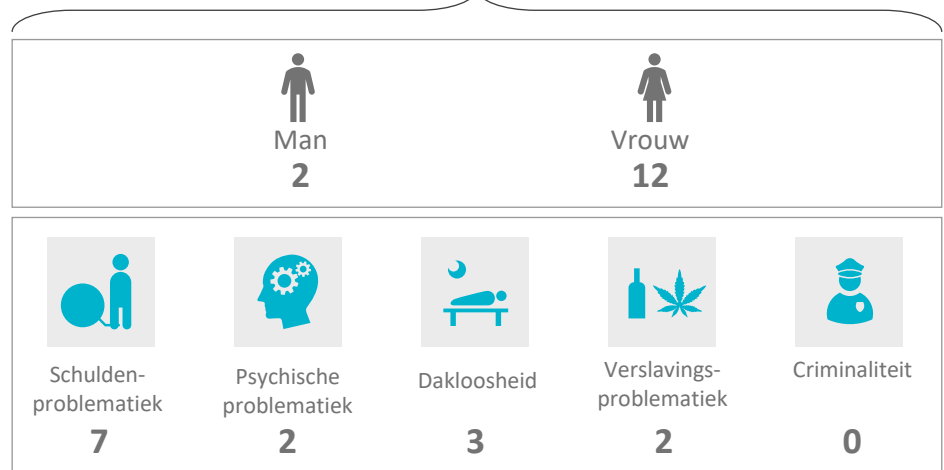 Man
Vrouw
2
12
Schulden-
problematiek
Psychische
problematiek
Dakloosheid
Verslavings-
problematiek
Criminaliteit
7
2
3
2
0